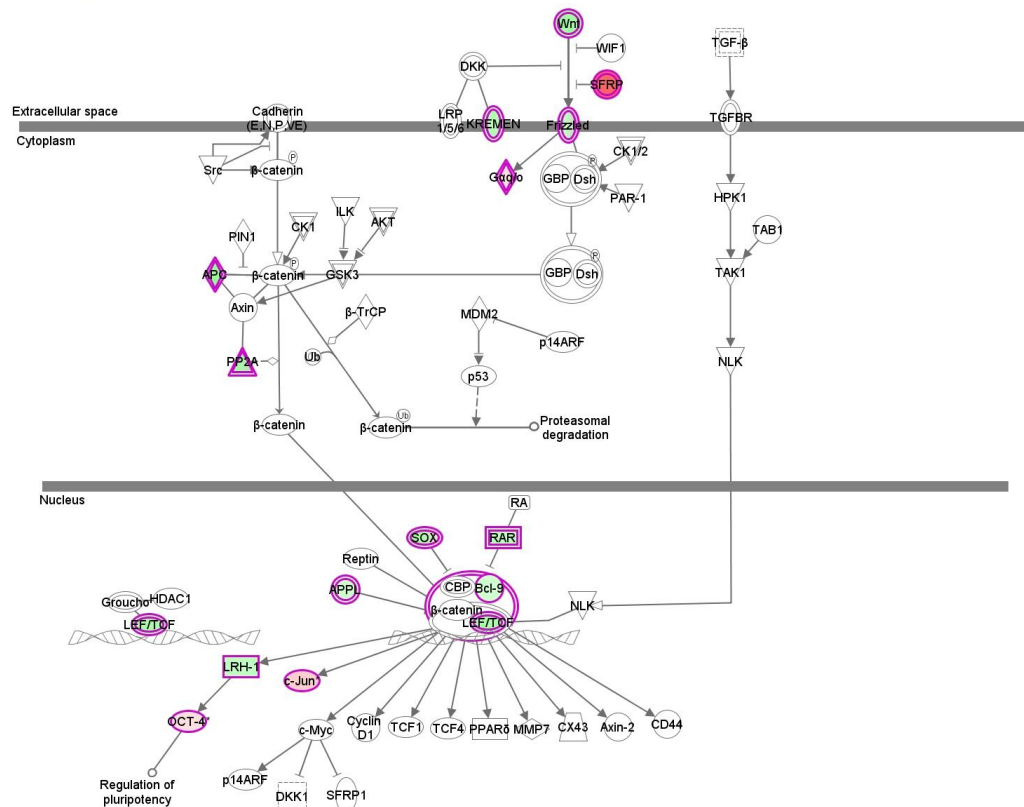 Wnt
WIF1
TGF-β
DKK
SFRP
Extracellular space
Cadherin
(E,N,P,VE)
LRP
1/5/6
KREMEN
Frizzled
TGFBR
Cytoplasm
P
Src
β-catenin
Gαq/o
P
GBP
Dsh
CK1/2
PAR-1
HPK1
ILK
AKT
CK1
PIN1
TAB1
P
APC
β-catenin
GSK3
P
GBP
Dsh
TAK1
Axin
β-TrCP
MDM2
p14ARF
PP2A
Ub
NLK
p53
β-catenin
Ub
β-catenin
Proteasomal
degradation
Nucleus
RA
SOX
RAR
Reptin
APPL
CBP
Bcl-9
β-catenin
LEF/TCF
NLK
Groucho
HDAC1
LEF/TCF
LRH-1
c-Jun
OCT-4*
c-Myc
Cyclin
D1
TCF1
TCF4
PPARδ
MMP7
CX43
Axin-2
CD44
Regulation of
pluripotency
p14ARF
DKK1
SFRP1